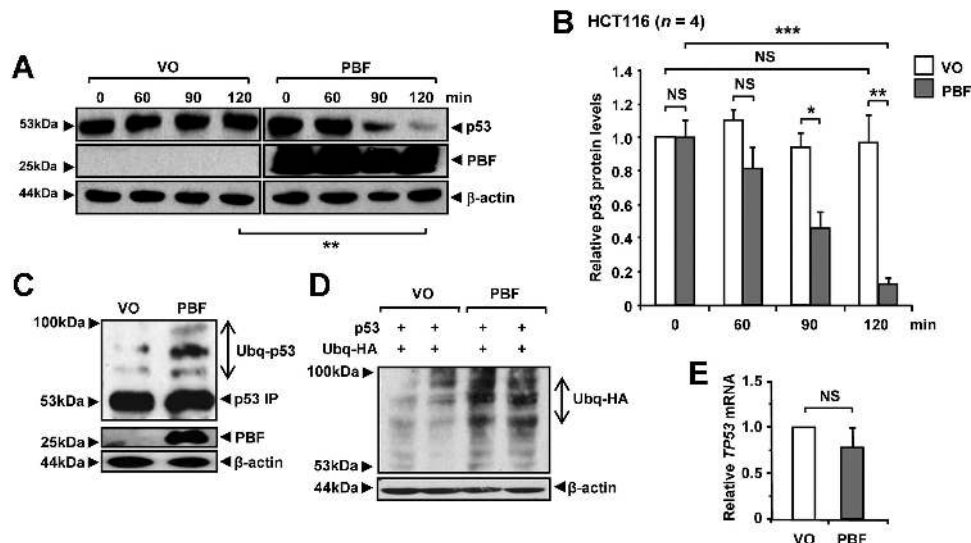 A
VO PBF
0 60 90 120 0 60 90 120 min
53kDa p53
25kDa PBF
44kDa β-actin
**
B HCT116 (n = 4)
***
NS
VO
PBF
NS NS * **
Relative p53 protein levels
1.4
1.2
1.0
0.8
0.6
0.4
0.2
0
0 60 90 120 min
C
VO PBF
100kDa
Ubq-p53
53kDa p53 IP
25kDa PBF
44kDa β-actin
D
VO PBF
p53 + + + +
Ubq-HA + + + +
100kDa
Ubq-HA
53kDa
44kDa β-actin
E
Relative TP53 mRNA
NS
1.5
1.0
0.5
0
VO PBF